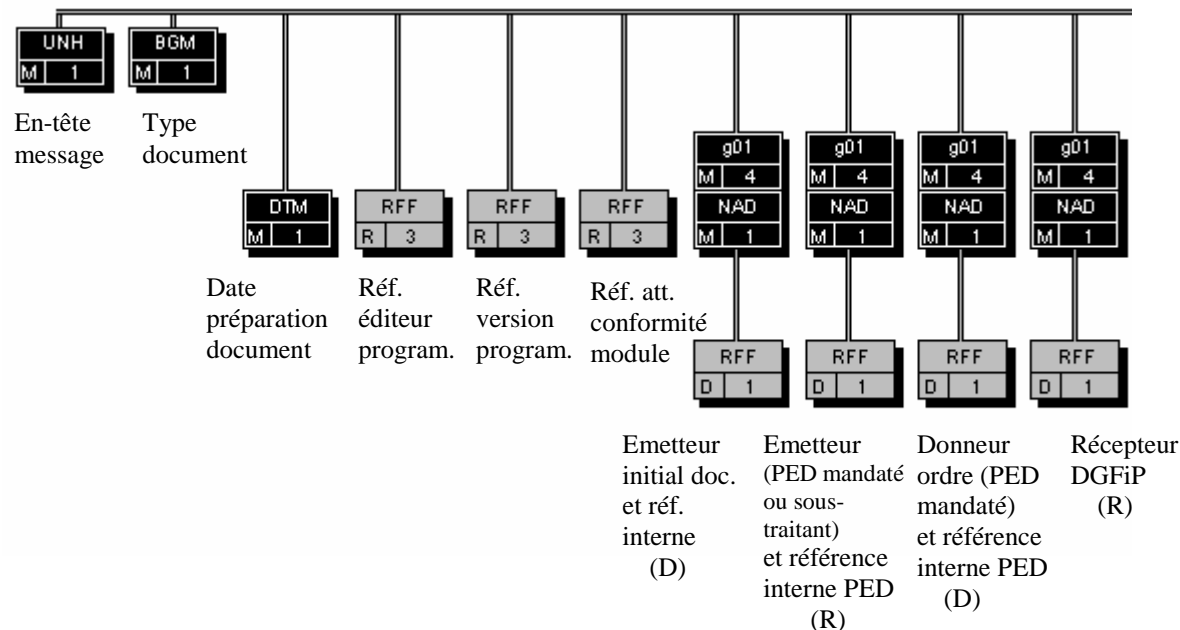 UNH
M 1
BGM
M 1
En-tête
message
Type
document
DTM
M 1
Date
préparation
document
RFF
R 3
Réf.
éditeur
program.
RFF
R 3
Réf.
version
program.
RFF
R 3
Réf. att.
conformité
module
g01
M 4
NAD
M 1
RFF
D 1
Emetteur
initial doc.
et réf.
interne
(D)
g01
M 4
NAD
M 1
RFF
D 1
Emetteur
(PED mandaté
ou sous-
traitant)
et référence
interne PED
(R)
g01
M 4
NAD
M 1
RFF
D 1
Donneur
ordre (PED
mandaté)
et référence
interne PED
(D)
g01
M 4
NAD
M 1
RFF
D 1
Récepteur
DGFiP
(R)